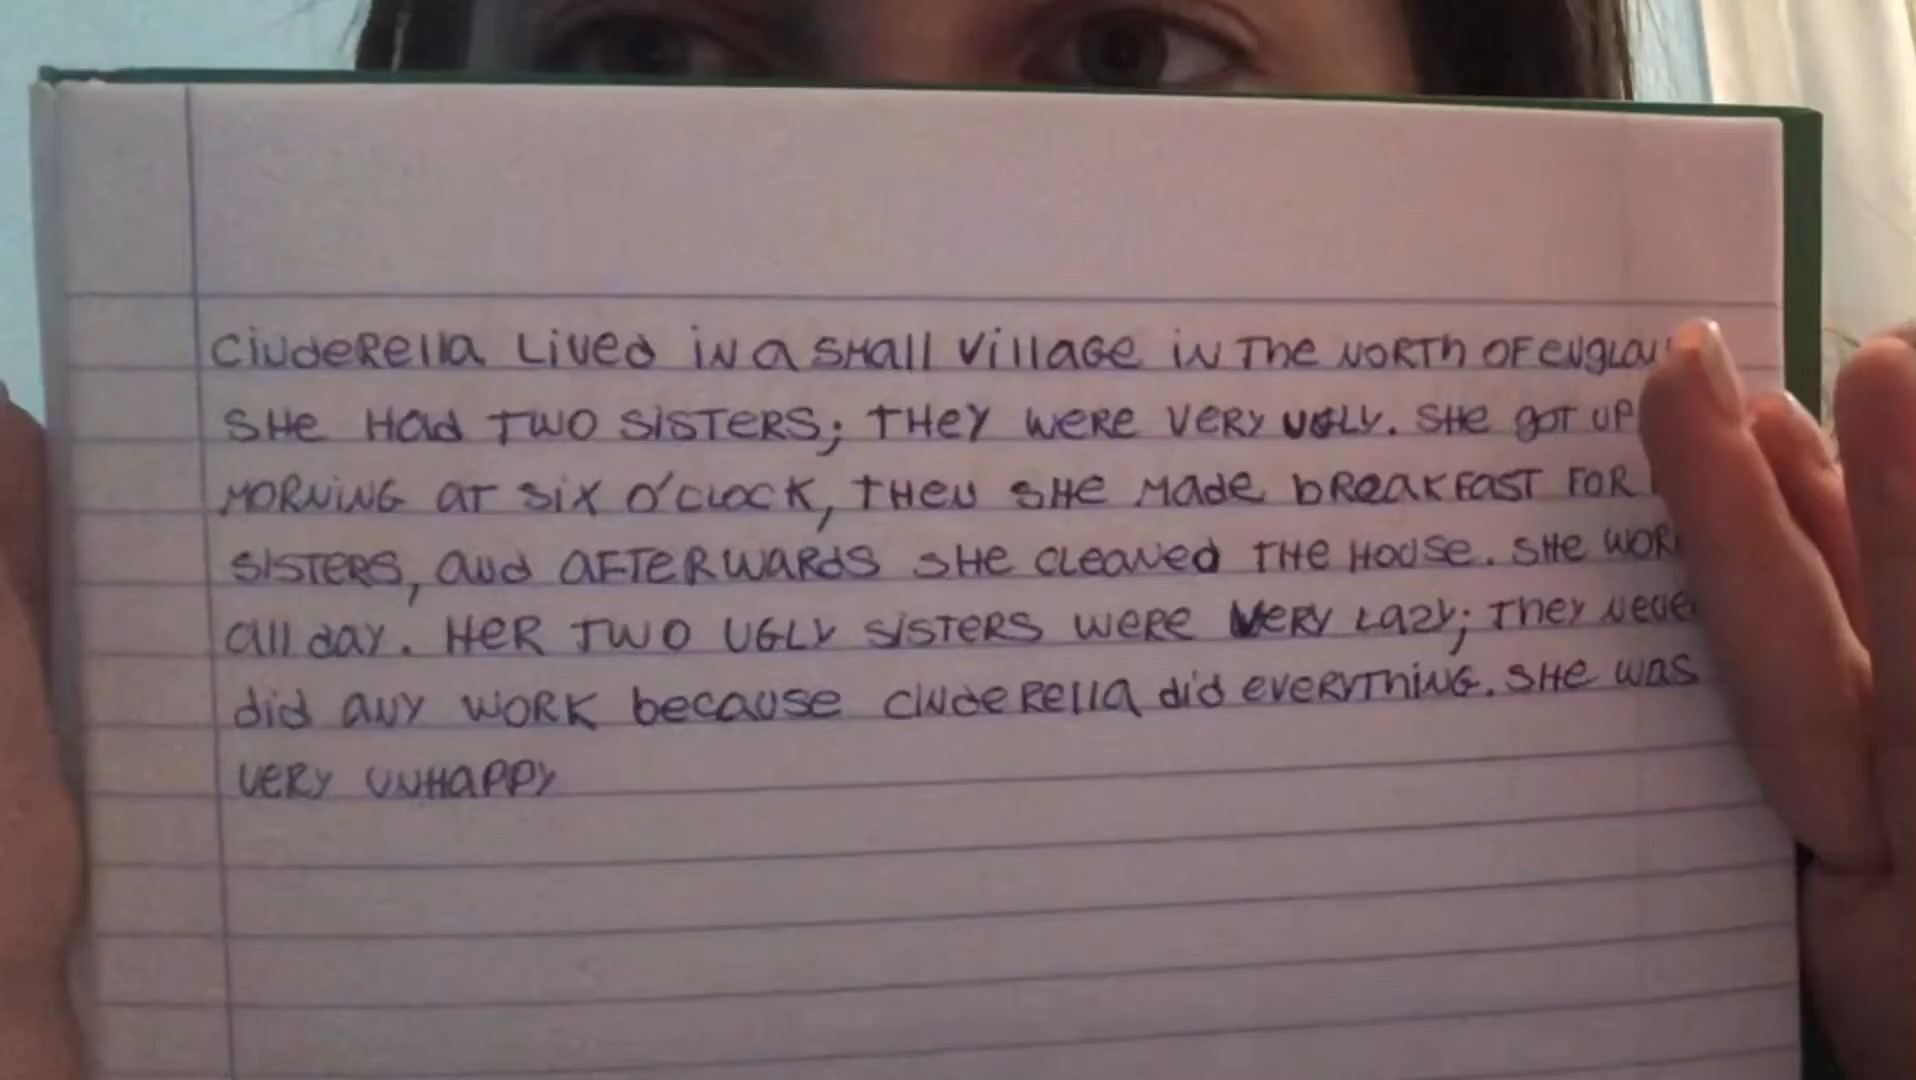 Cinderella Lived in a small village in The NORTh OF
SHe Had TWO SISTERS; THEY WERE VERY UGLY. SHE gOT UP
MORNING AT SIX O'CLOCK, THEN SHE Made bREAKFAST FOR
SISTERS, and AFTERWARdS SHE cleaned THE HOUSE. SHE
all day. HER TWO UGLY SISTERS WERE VERY LAZY; They
did any WORK because cinderella did everything. SHE was
VERY UNHAPPY